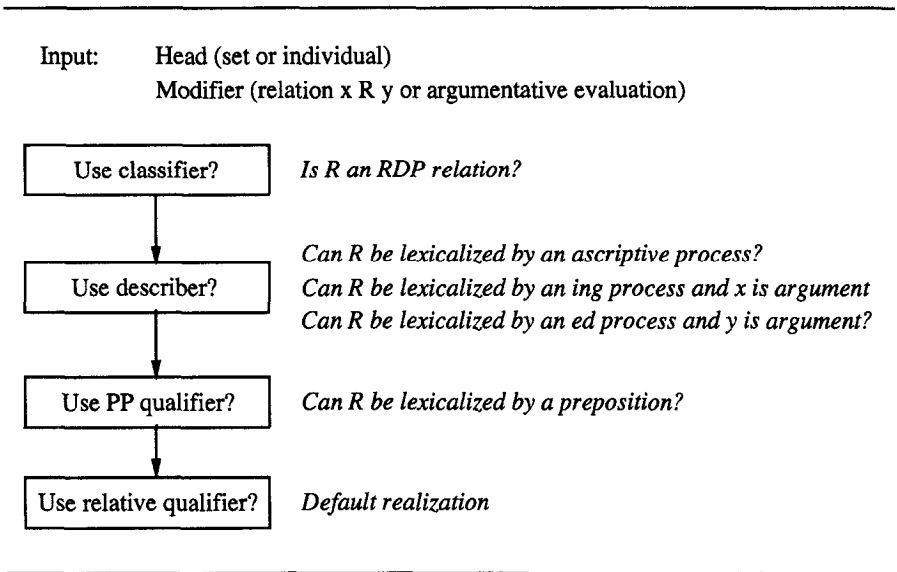 Input: Head (set or individual)
Modifier (relation x R y or argumentative evaluation)
Use classifier? Is R an RDP relation?
Can R be lexicalized by an ascriptive process?
Use describer? Can R be lexicalized by an ing process and x is argument
Can R be lexicalized by an ed process and y is argument?
Use PP qualifier? Can R be lexicalized by a preposition?
Use relative qualifier? Default realization